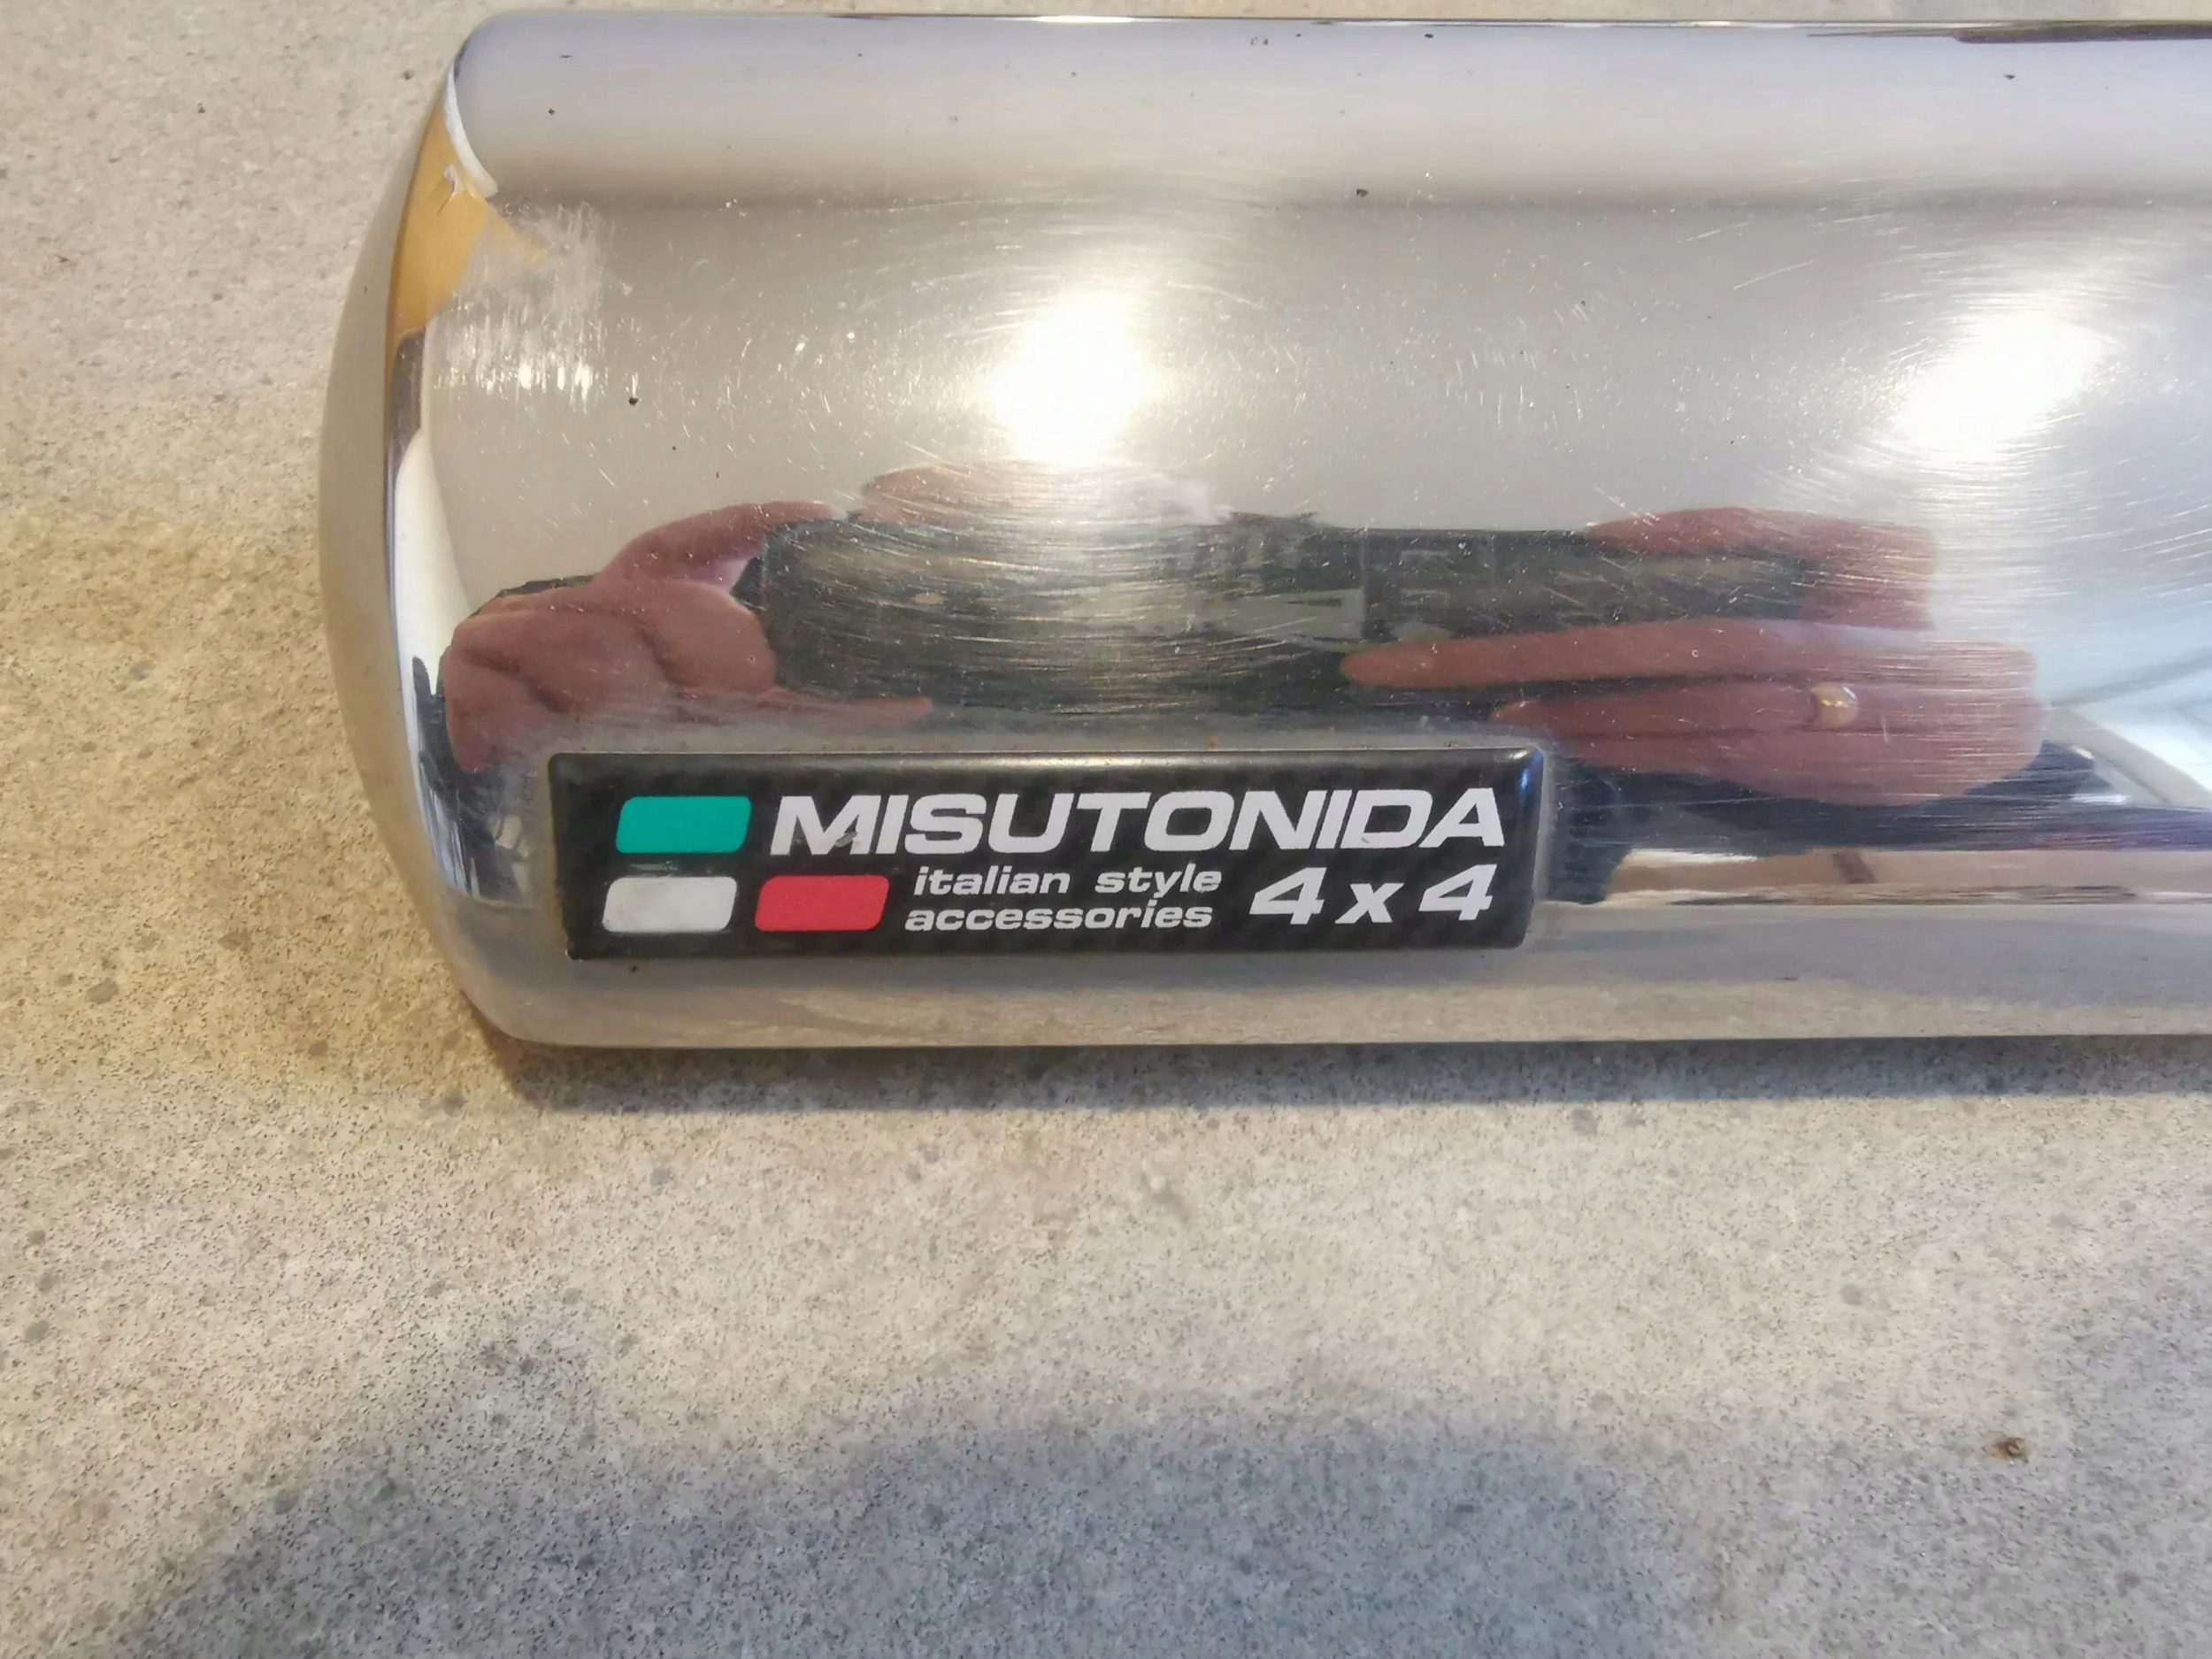 MISUTONIDA
italian style
accessories
4x4